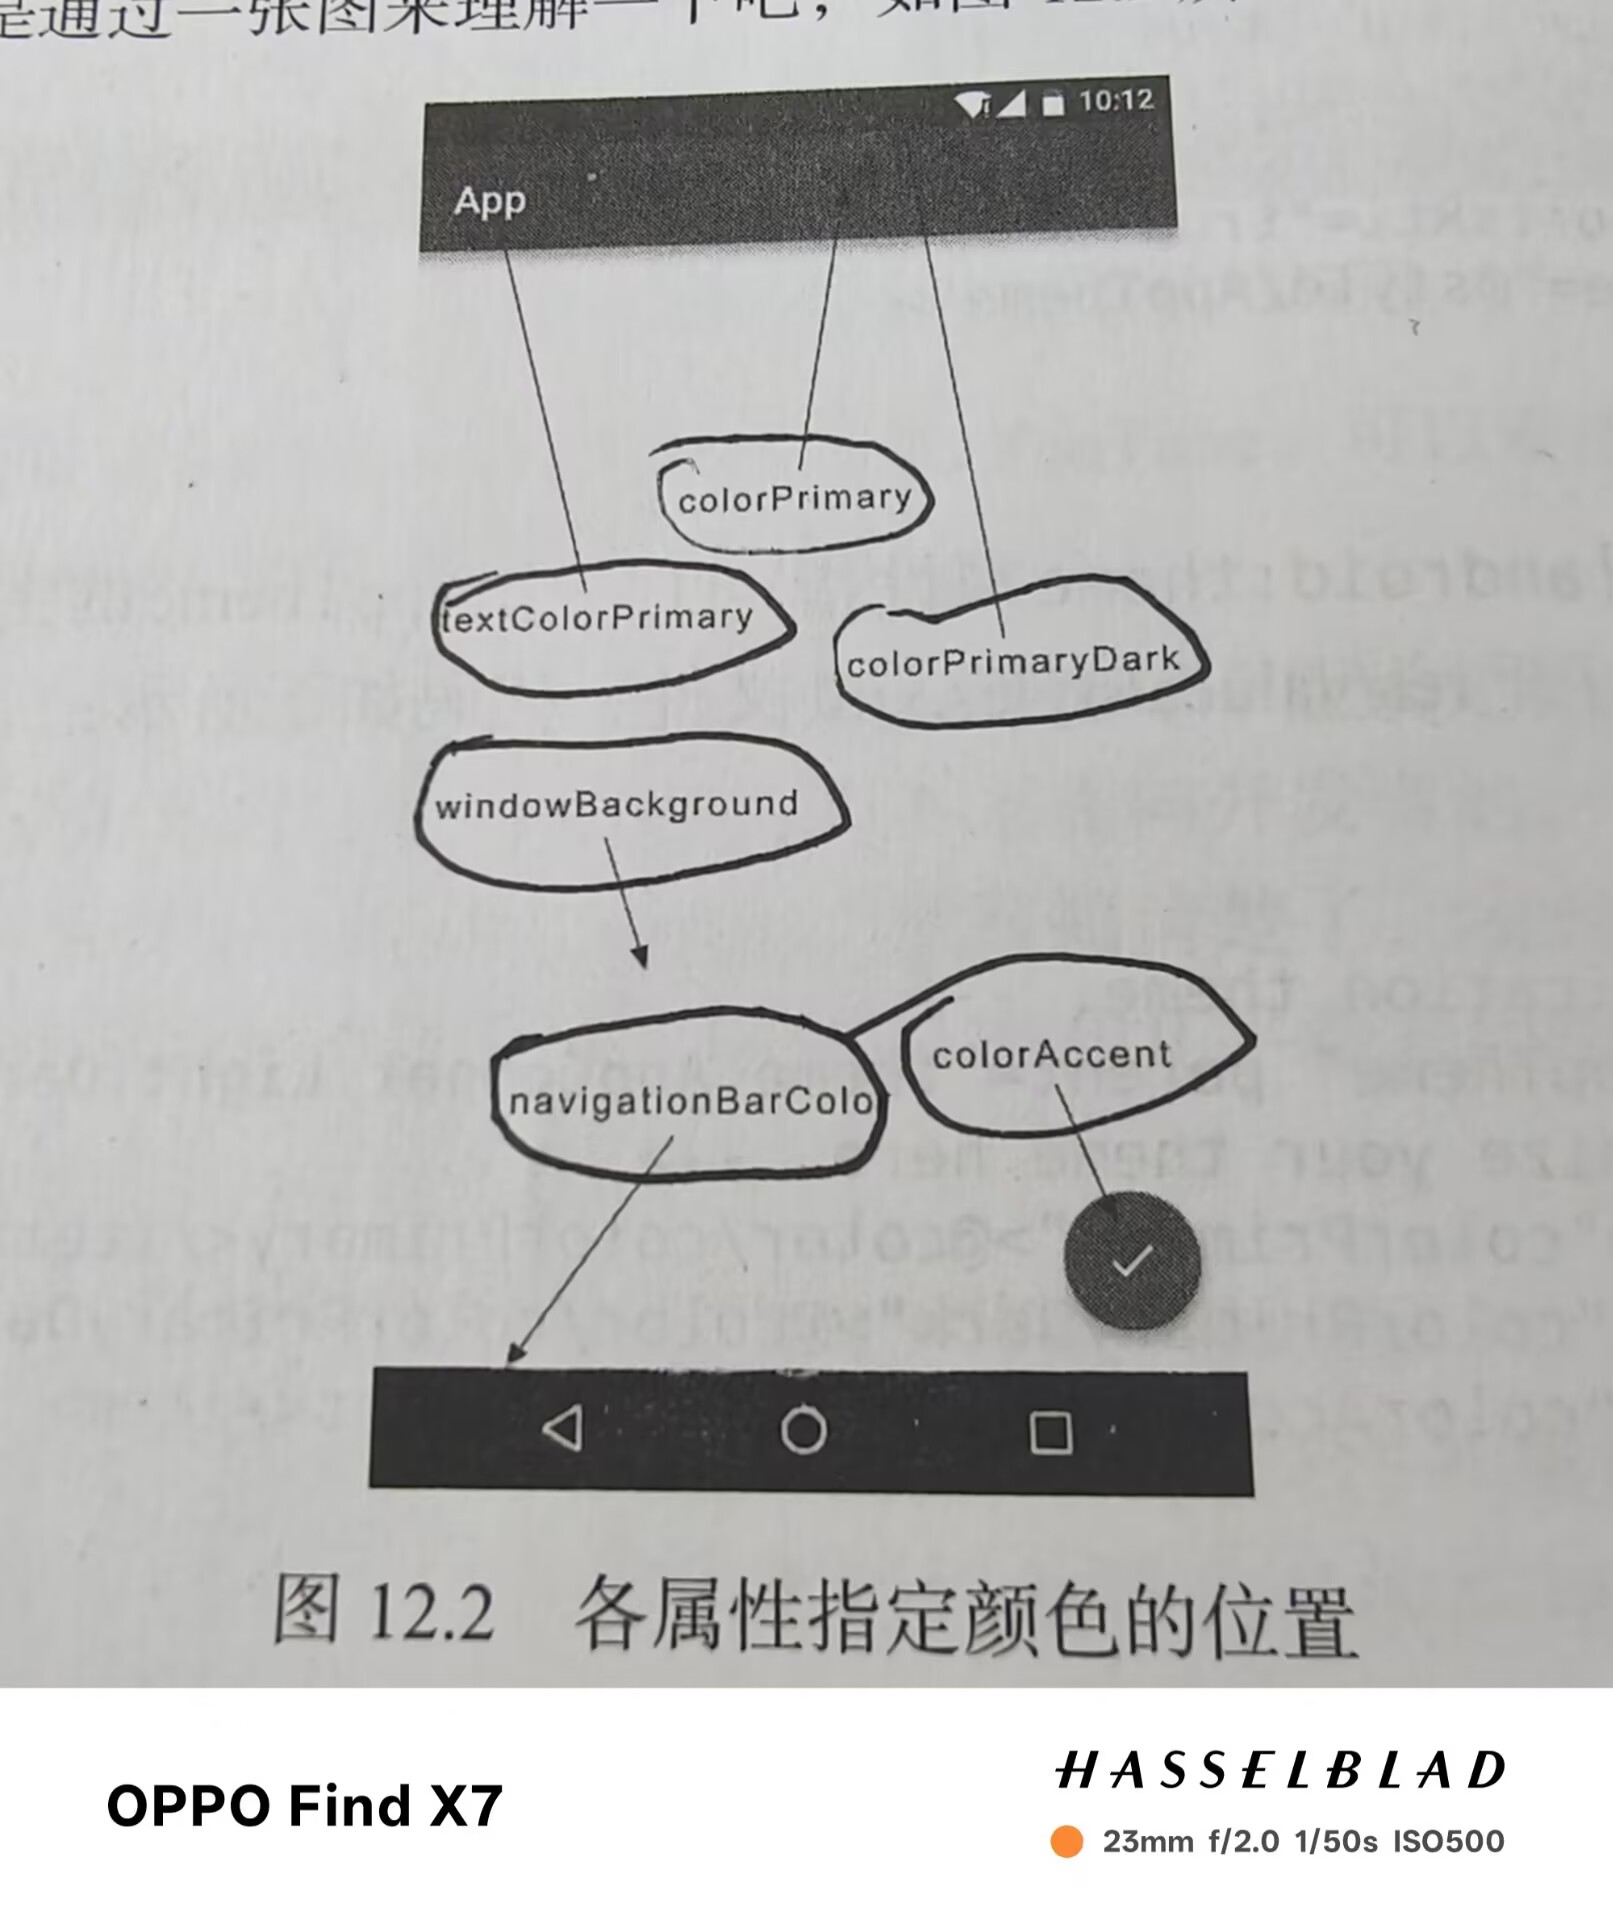 是通过一张图来理解一下吧，如图
10:12
App
colorPrimary
textColorPrimary
colorPrimaryDark
windowBackground
colorAccent
navigationBarColo
图 12.2 各属性指定颜色的位置
OPPO Find X7
HASSELBLAD
23mm f/2.0 1/50s ISO500